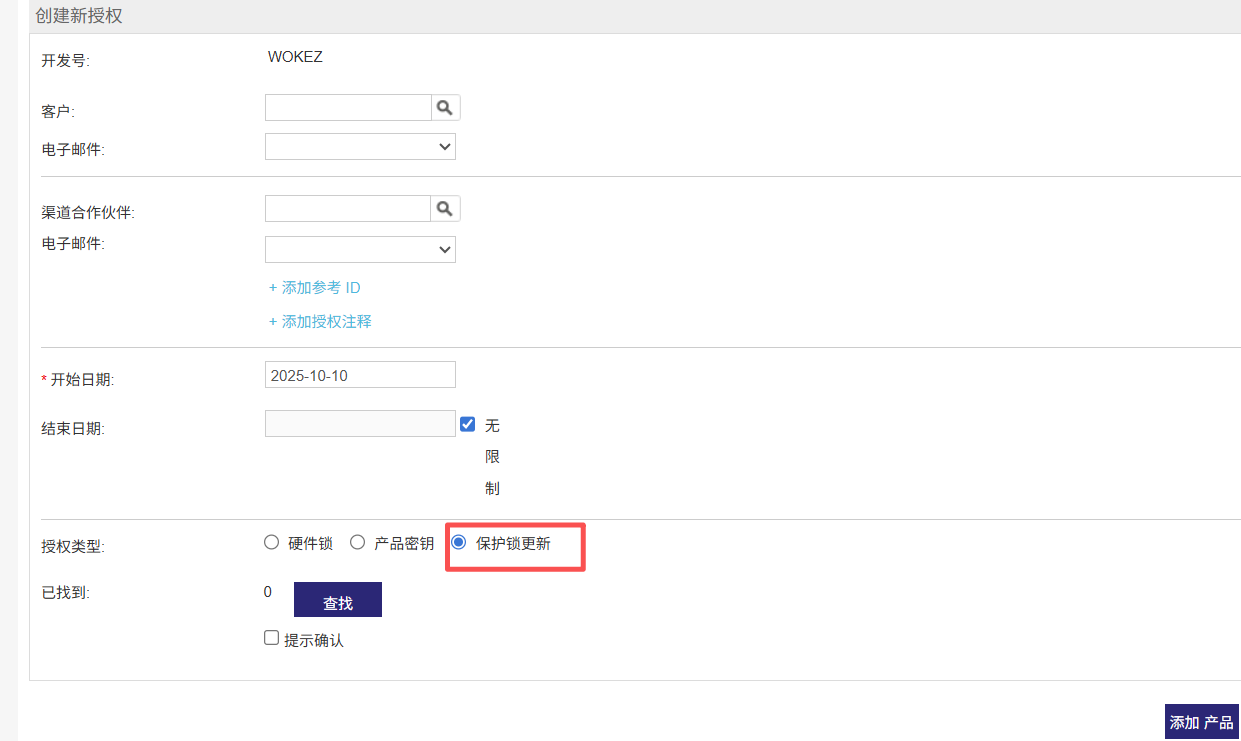 创建新授权
开发号: WOKEZ
客户:
电子邮件:
渠道合作伙伴:
电子邮件:
+ 添加参考 ID
+ 添加授权注释
* 开始日期: 2025-10-10
结束日期: 无
限
制
授权类型: 硬件锁 产品密钥 保护锁更新
已找到: 0 查找
提示确认
添加 产品